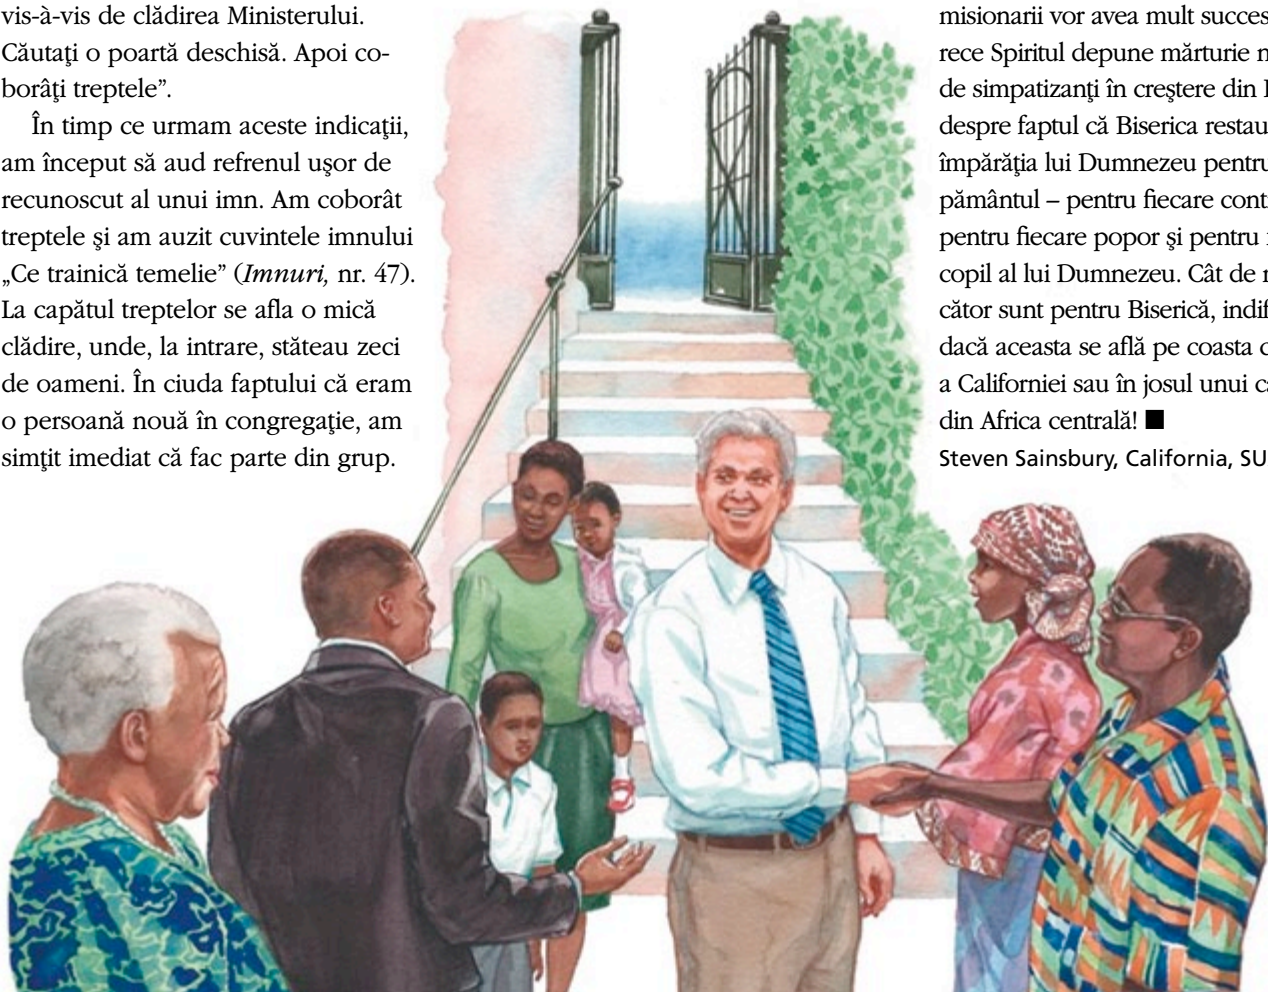 vis-à-vis de clădirea Ministerului.
Căutaţi o poartă deschisă. Apoi co-
borâţi treptele”.
În timp ce urmam aceste indicaţii,
am început să aud refrenul uşor de
recunoscut al unui imn. Am coborât
treptele şi am auzit cuvintele imnului
„Ce trainică temelie” (Imnuri, nr. 47).
La capătul treptelor se afla o mică
clădire, unde, la intrare, stăteau zeci
de oameni. În ciuda faptului că eram
o persoană nouă în congregaţie, am
simţit imediat că fac parte din grup.
misionarii vor avea mult succes
rece Spiritul depune mărturie
de simpatizanţi în creştere din
despre faptul că Biserica
împărăţia lui Dumnezeu pentru
pământul – pentru fiecare
pentru fiecare popor şi pentru
copil al lui Dumnezeu. Cât de
cător sunt pentru Biserică,
dacă aceasta se află pe coasta
a Californiei sau în josul unui
din Africa centrală! ■
Steven Sainsbury, California,